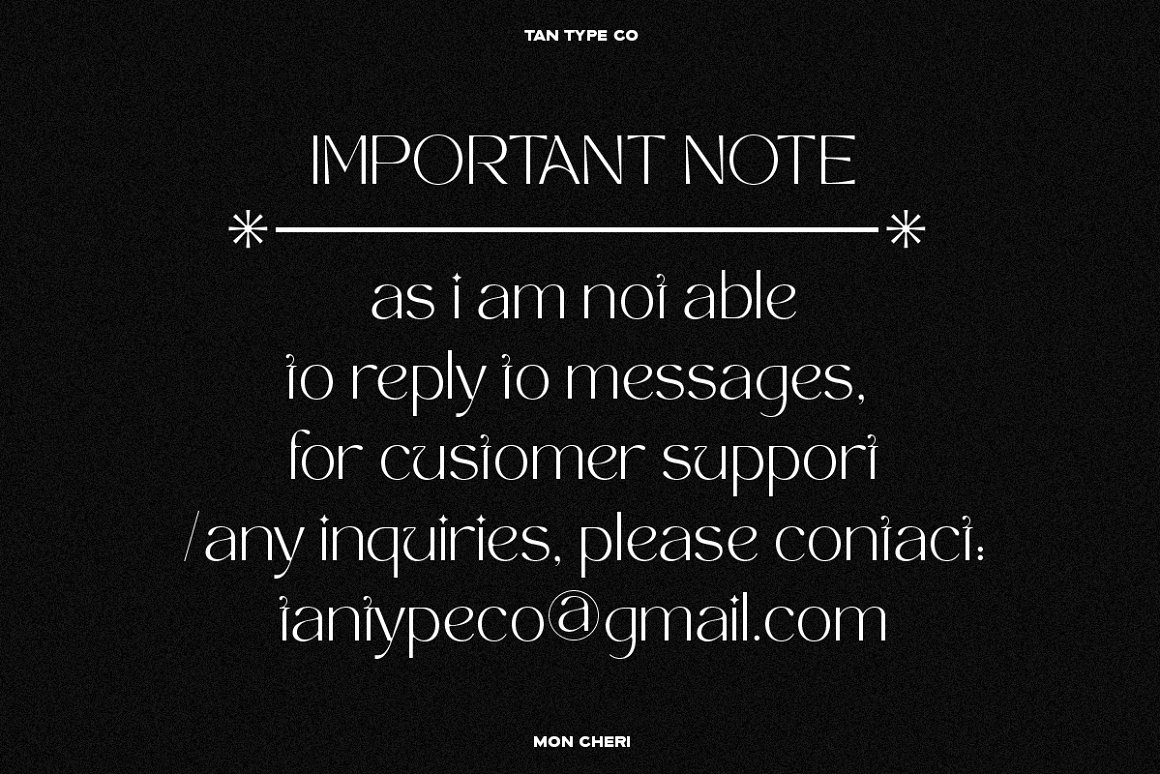 TAN TYPE CO
IMPORTANT NOTE
as i am not able
to reply to messages,
for customer support
/any inquiries, please contact:
tantypeco@gmail.com
MON CHERI